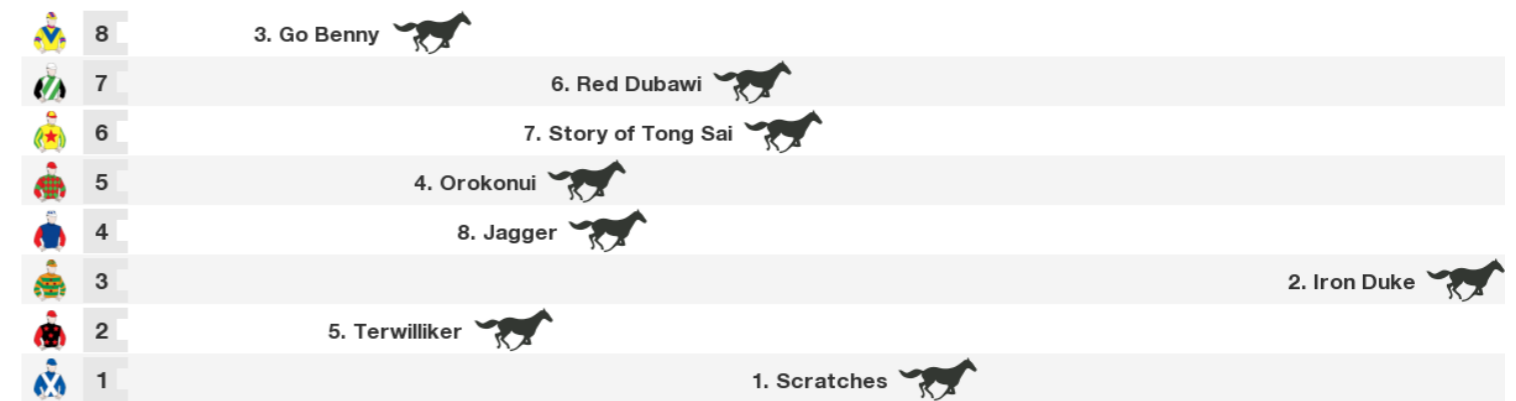 8 3. Go Benny
7 6. Red Dubawi
6 7. Story of Tong Sai
5 4. Orokonui
4 8. Jagger
3 2. Iron Duke
2 5. Terwilliker
1 1. Scratches